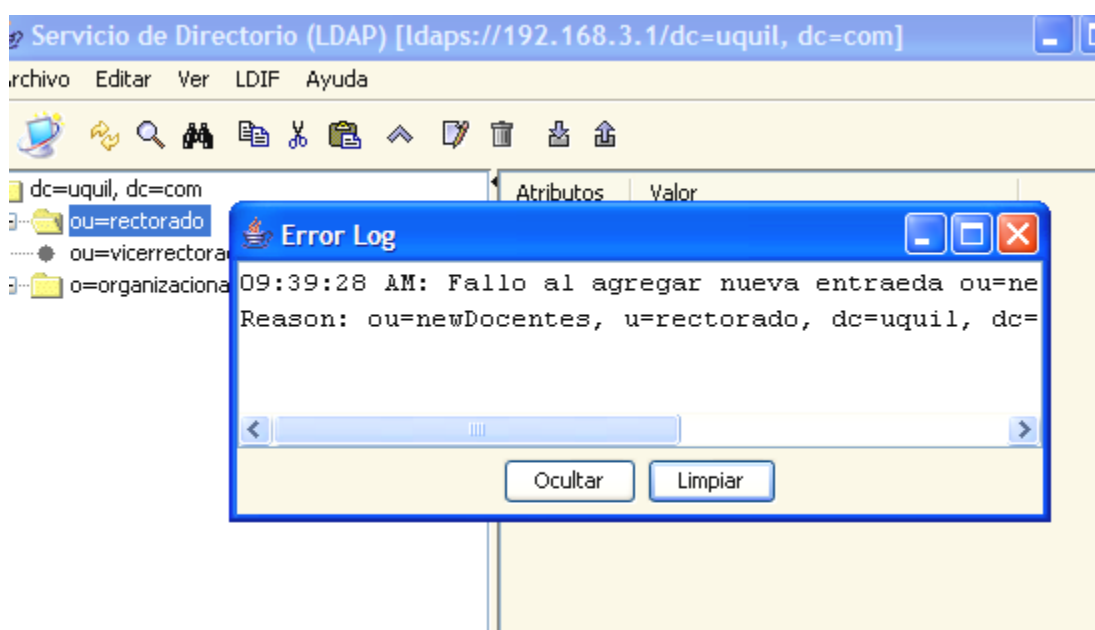 Servicio de Directorio (LDAP) [ldaps://192.168.3.1/dc=uquil, dc=com]
rchivo Editar Ver LDIF Ayuda
dc=uquil, dc=com
Atributos Valor
ou=rectorado
Error Log
ou=vicerrectora
o=organizaciona
09:39:28 AM: Fallo al agregar nueva entraeda ou=ne
Reason: ou=newDocentes, u=rectorado, dc=uquil, dc=
Ocultar Limpiar